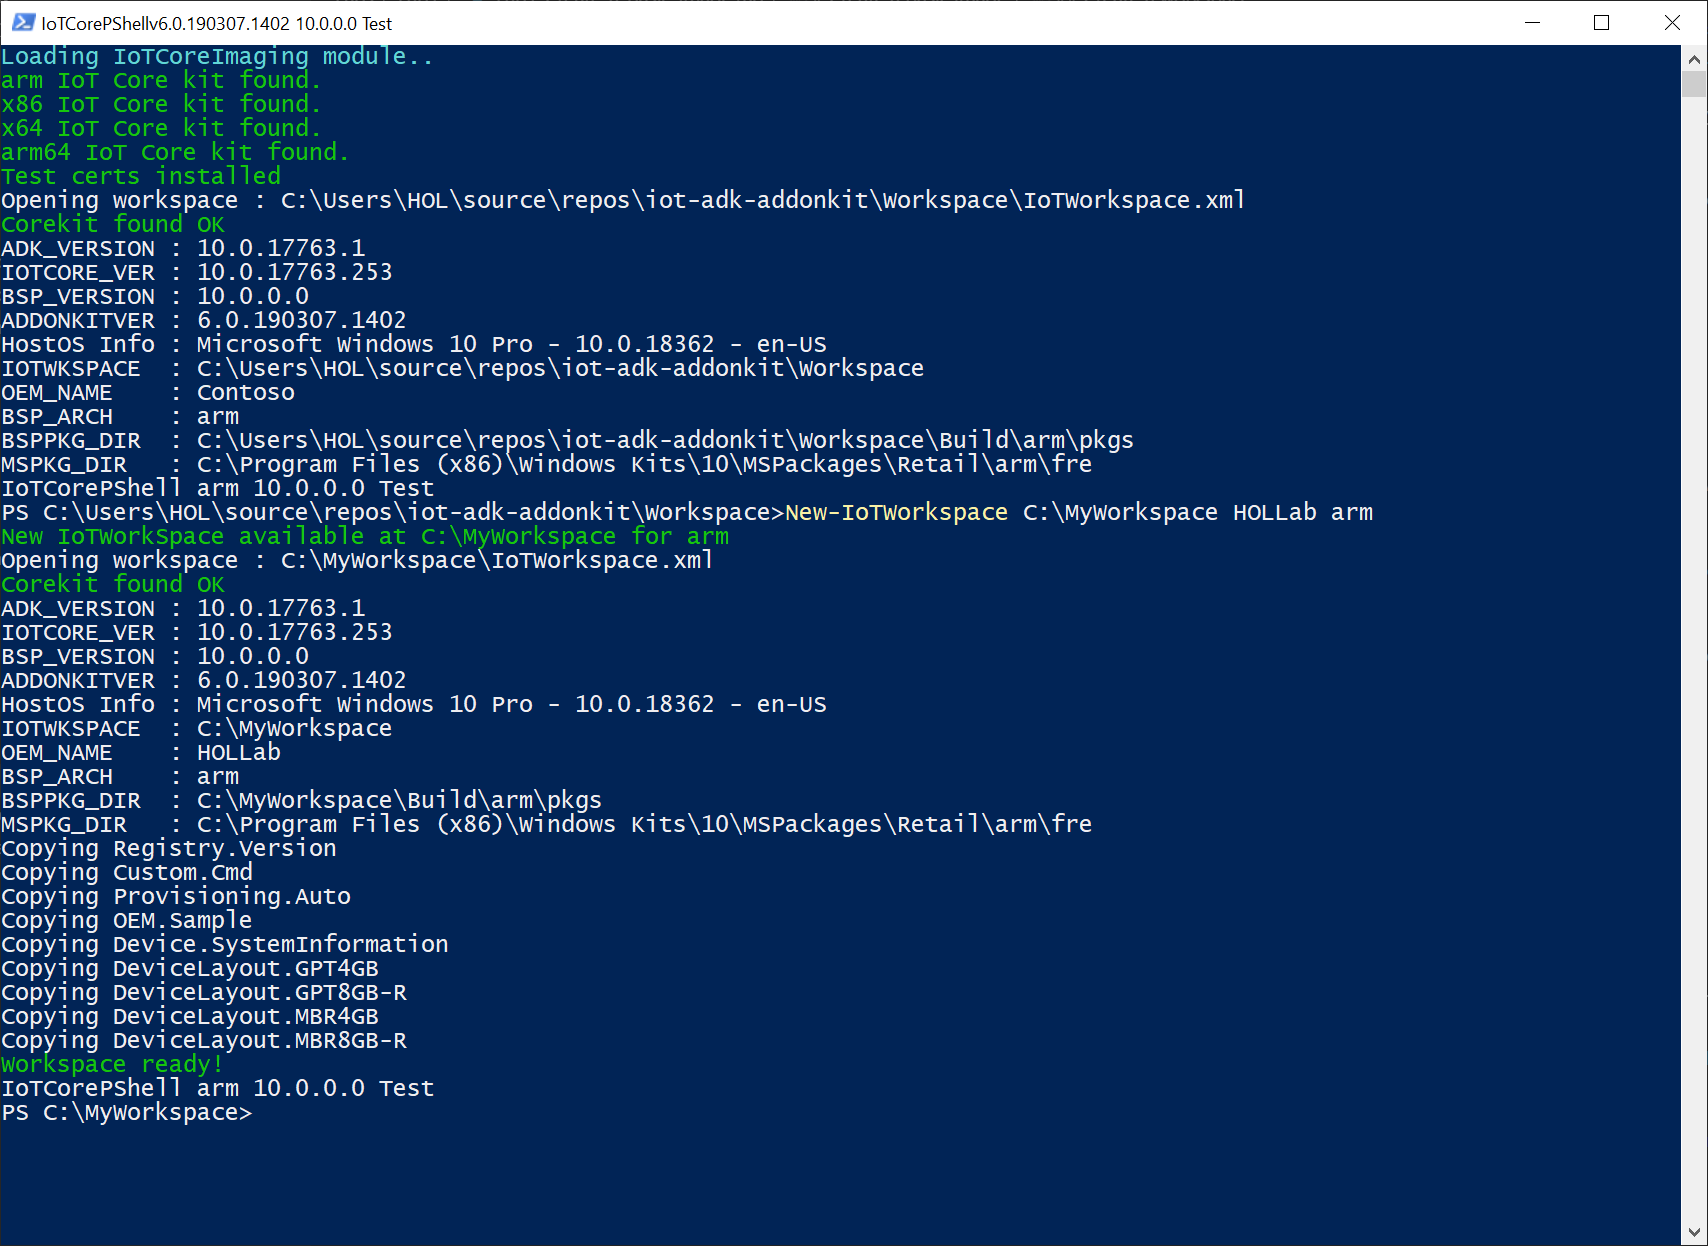 IoTCorePShellv6.0.190307.1402 10.0.0.0 Test
Loading IoTCoreImaging module..
arm IoT Core kit found.
x86 IoT Core kit found.
x64 IoT Core kit found.
arm64 IoT Core kit found.
Test certs installed
Opening workspace : C:\Users\HOL\source\repos\iot-adk-addonkit\Workspace\IoTWorkspace.xml
Corekit found OK
ADK_VERSION : 10.0.17763.1
IOTCORE_VER : 10.0.17763.253
BSP_VERSION : 10.0.0.0
ADDONKITVER : 6.0.190307.1402
HostOS Info : Microsoft Windows 10 Pro - 10.0.18362 - en-US
IOTWKSPACE  : C:\Users\HOL\source\repos\iot-adk-addonkit\Workspace
OEM_NAME    : Contoso
BSP_ARCH    : arm
BSPPKG_DIR  : C:\Users\HOL\source\repos\iot-adk-addonkit\Workspace\Build\arm\pkgs
MSPKG_DIR   : C:\Program Files (x86)\Windows Kits\10\MSPackages\Retail\arm\fre
IoTCorePShell arm 10.0.0.0 Test
PS C:\Users\HOL\source\repos\iot-adk-addonkit\Workspace>New-IoTWorkspace C:\MyWorkspace HOLLab arm
New IoTWorkSpace available at C:\MyWorkspace for arm
Opening workspace : C:\MyWorkspace\IoTWorkspace.xml
Corekit found OK
ADK_VERSION : 10.0.17763.1
IOTCORE_VER : 10.0.17763.253
BSP_VERSION : 10.0.0.0
ADDONKITVER : 6.0.190307.1402
HostOS Info : Microsoft Windows 10 Pro - 10.0.18362 - en-US
IOTWKSPACE  : C:\MyWorkspace
OEM_NAME    : HOLLab
BSP_ARCH    : arm
BSPPKG_DIR  : C:\MyWorkspace\Build\arm\pkgs
MSPKG_DIR   : C:\Program Files (x86)\Windows Kits\10\MSPackages\Retail\arm\fre
Copying Registry.Version
Copying Custom.Cmd
Copying Provisioning.Auto
Copying OEM.Sample
Copying Device.SystemInformation
Copying DeviceLayout.GPT4GB
Copying DeviceLayout.GPT8GB-R
Copying DeviceLayout.MBR4GB
Copying DeviceLayout.MBR8GB-R
Workspace ready!
IoTCorePShell arm 10.0.0.0 Test
PS C:\MyWorkspace>